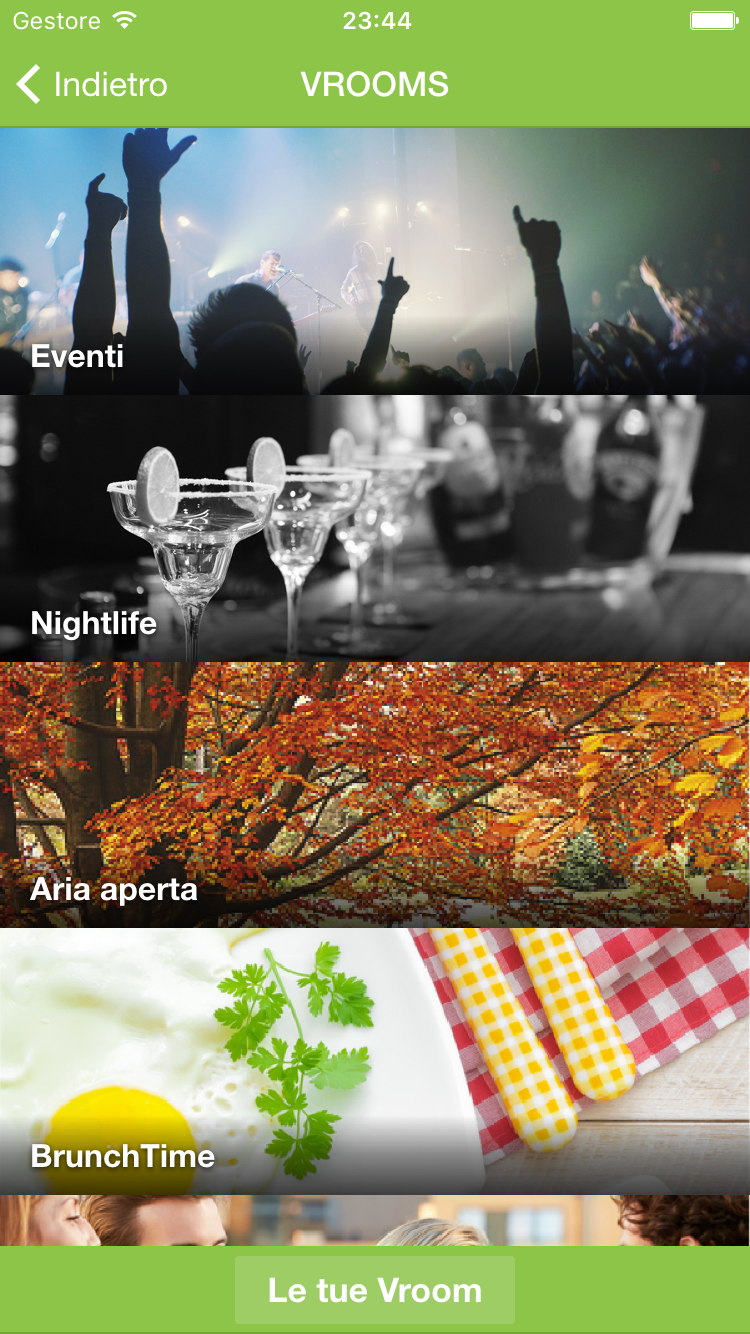 Gestore 23:44
Indietro VROOMS
Eventi
Nightlife
Aria aperta
BrunchTime
Le tue Vroom